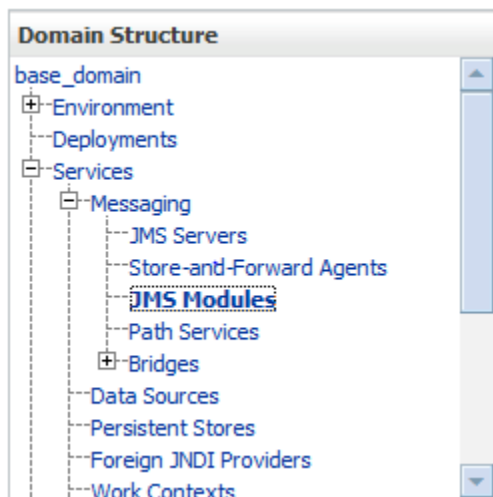 Domain Structure
base_domain
Environment
Deployments
Services
Messaging
JMS Servers
Store-and-Forward Agents
JMS Modules
Path Services
Bridges
Data Sources
Persistent Stores
Foreign JNDI Providers
Work Contexts